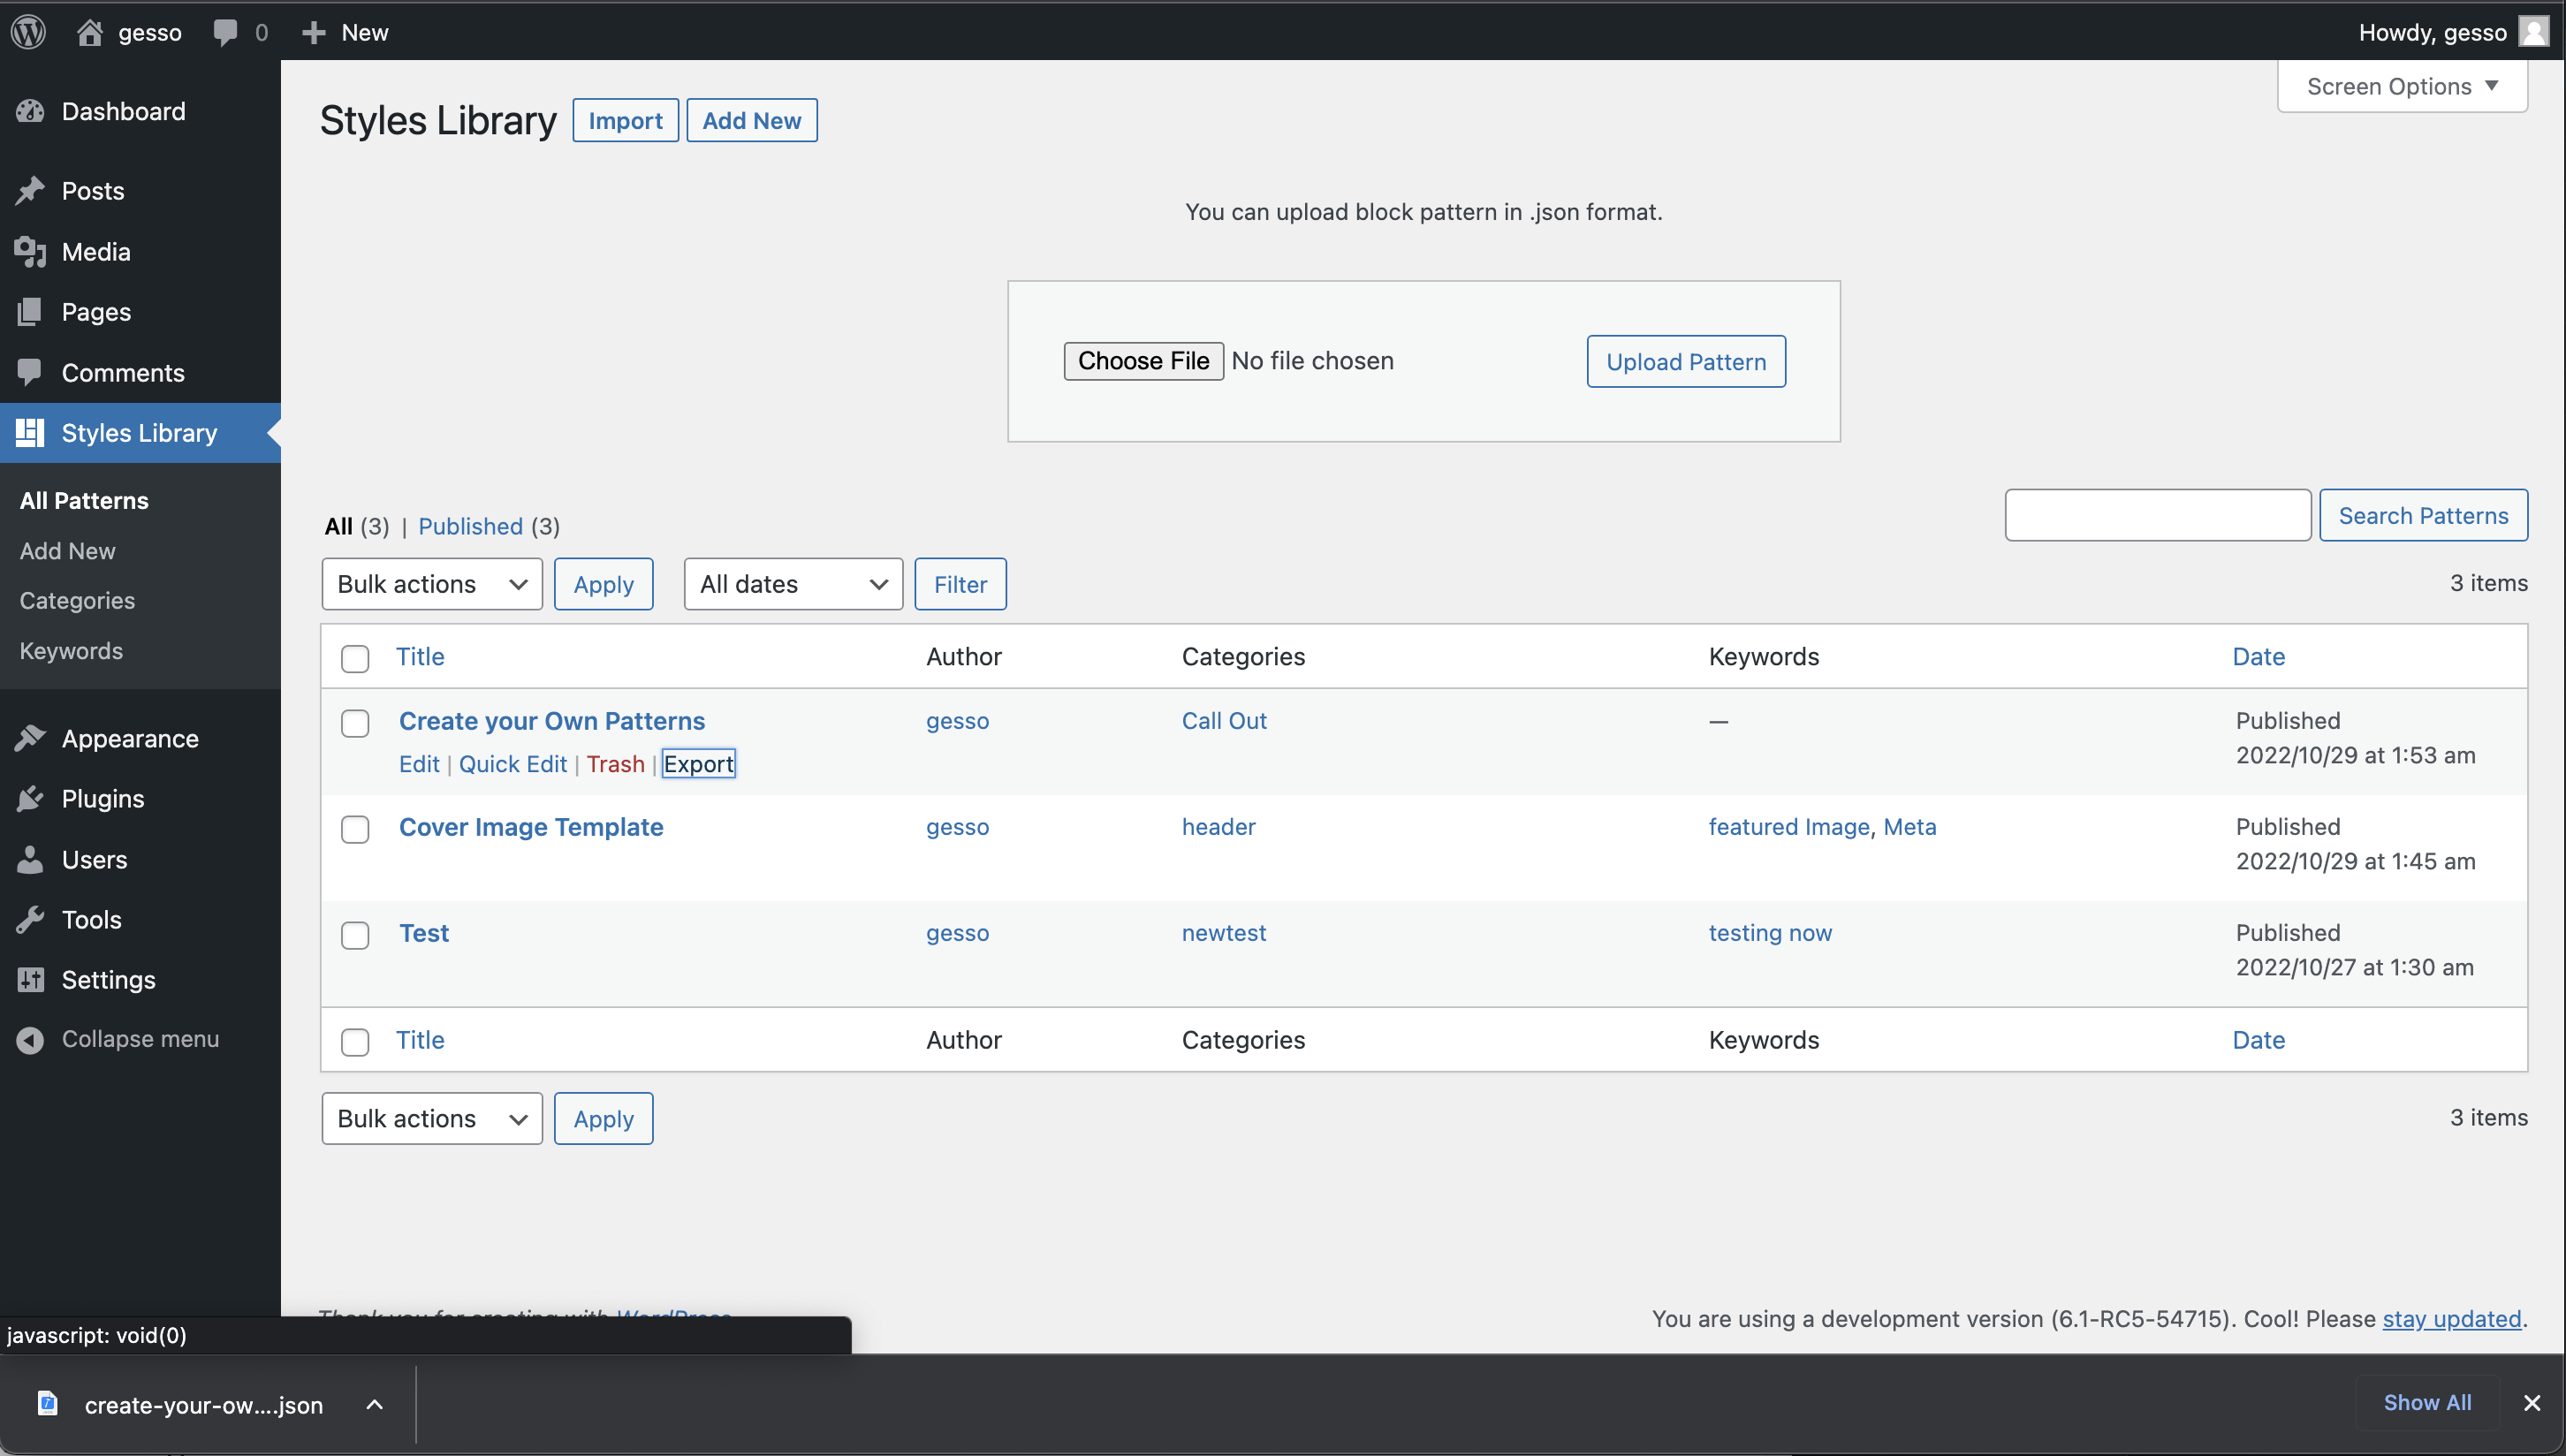 gesso 0 New Howdy, gesso
Screen Options ▼
Dashboard
Posts
Media
Pages
Comments
Styles Library
All Patterns
Add New
Categories
Keywords
Appearance
Plugins
Users
Tools
Settings
Collapse menu
Styles Library Import Add New
You can upload block pattern in .json format.
Choose File No file chosen Upload Pattern
All (3) | Published (3)
Search Patterns
Bulk actions Apply All dates Filter 3 items
Title Author Categories Keywords Date
Create your Own Patterns gesso Call Out — Published
2022/10/29 at 1:53 am
Edit | Quick Edit | Trash | Export
Cover Image Template gesso header featured Image, Meta Published
2022/10/29 at 1:45 am
Test gesso newtest testing now Published
2022/10/27 at 1:30 am
Title Author Categories Keywords Date
Bulk actions Apply 3 items
Thank you for creating with WordPress
You are using a development version (6.1-RC5-54715). Cool! Please stay updated.
javascript: void(0)
create-your-ow....json
Show All